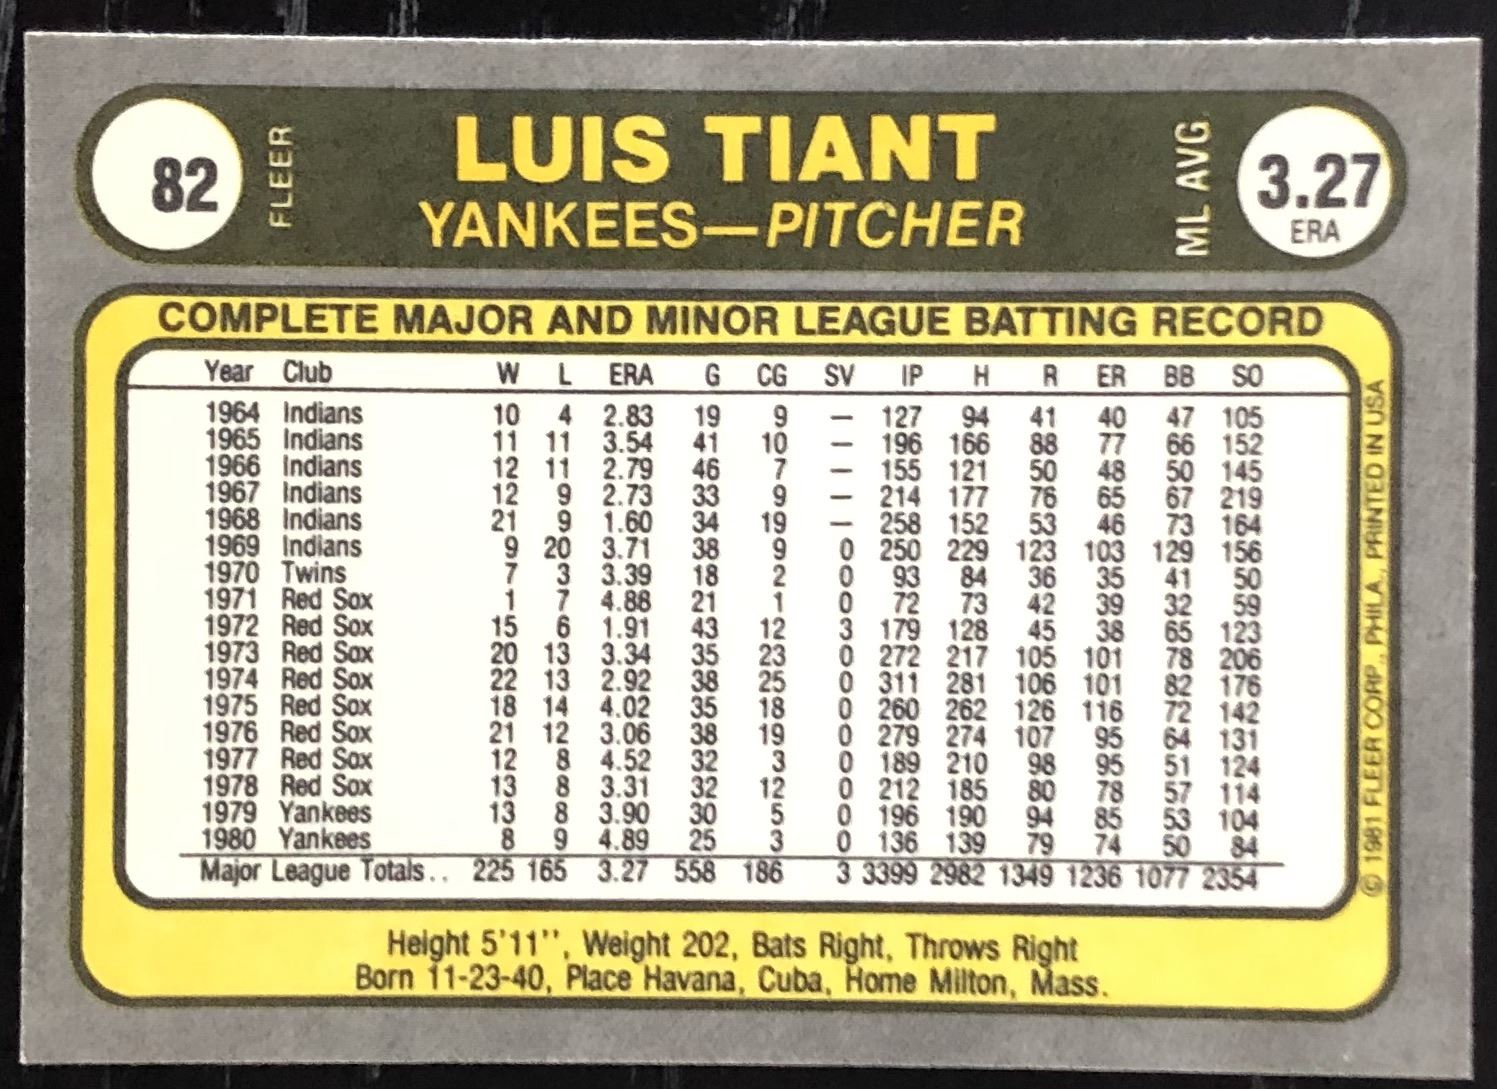 82 FLEER LUIS TIANT ML AVG 3.27 ERA
YANKEES—PITCHER
COMPLETE MAJOR AND MINOR LEAGUE BATTING RECORD
Year Club W L ERA G CG SV IP H R ER BB SO
1964 Indians 10 4 2.83 19 9 — 127 94 41 40 47 105
1965 Indians 11 11 3.54 41 10 — 196 166 88 77 66 152
1966 Indians 12 11 2.79 46 7 — 155 121 50 48 50 145
1967 Indians 12 9 2.73 33 9 — 214 177 76 65 67 219
1968 Indians 21 9 1.60 34 19 — 258 152 53 46 73 164
1969 Indians 9 20 3.71 38 9 0 250 229 123 103 129 156
1970 Twins 7 3 3.39 18 2 0 93 84 36 35 41 50
1971 Red Sox 1 7 4.88 21 1 0 72 73 42 39 32 59
1972 Red Sox 15 6 1.91 43 12 3 179 128 45 38 65 123
1973 Red Sox 20 13 3.34 35 23 0 272 217 105 101 78 206
1974 Red Sox 22 13 2.92 38 25 0 311 281 106 101 82 176
1975 Red Sox 18 14 4.02 35 18 0 260 262 126 116 72 142
1976 Red Sox 21 12 3.06 38 19 0 279 274 107 95 64 131
1977 Red Sox 12 8 4.52 32 3 0 189 210 98 95 51 124
1978 Red Sox 13 8 3.31 32 12 0 212 185 80 78 57 114
1979 Yankees 13 8 3.90 30 5 0 196 190 94 85 53 104
1980 Yankees 8 9 4.89 25 3 0 136 139 79 74 50 84
Major League Totals.. 225 165 3.27 558 186 3 3399 2982 1349 1236 1077 2354
Height 5'11'', Weight 202, Bats Right, Throws Right
Born 11-23-40, Place Havana, Cuba, Home Milton, Mass.
© 1981 FLEER CORP., PHILA., PRINTED IN USA